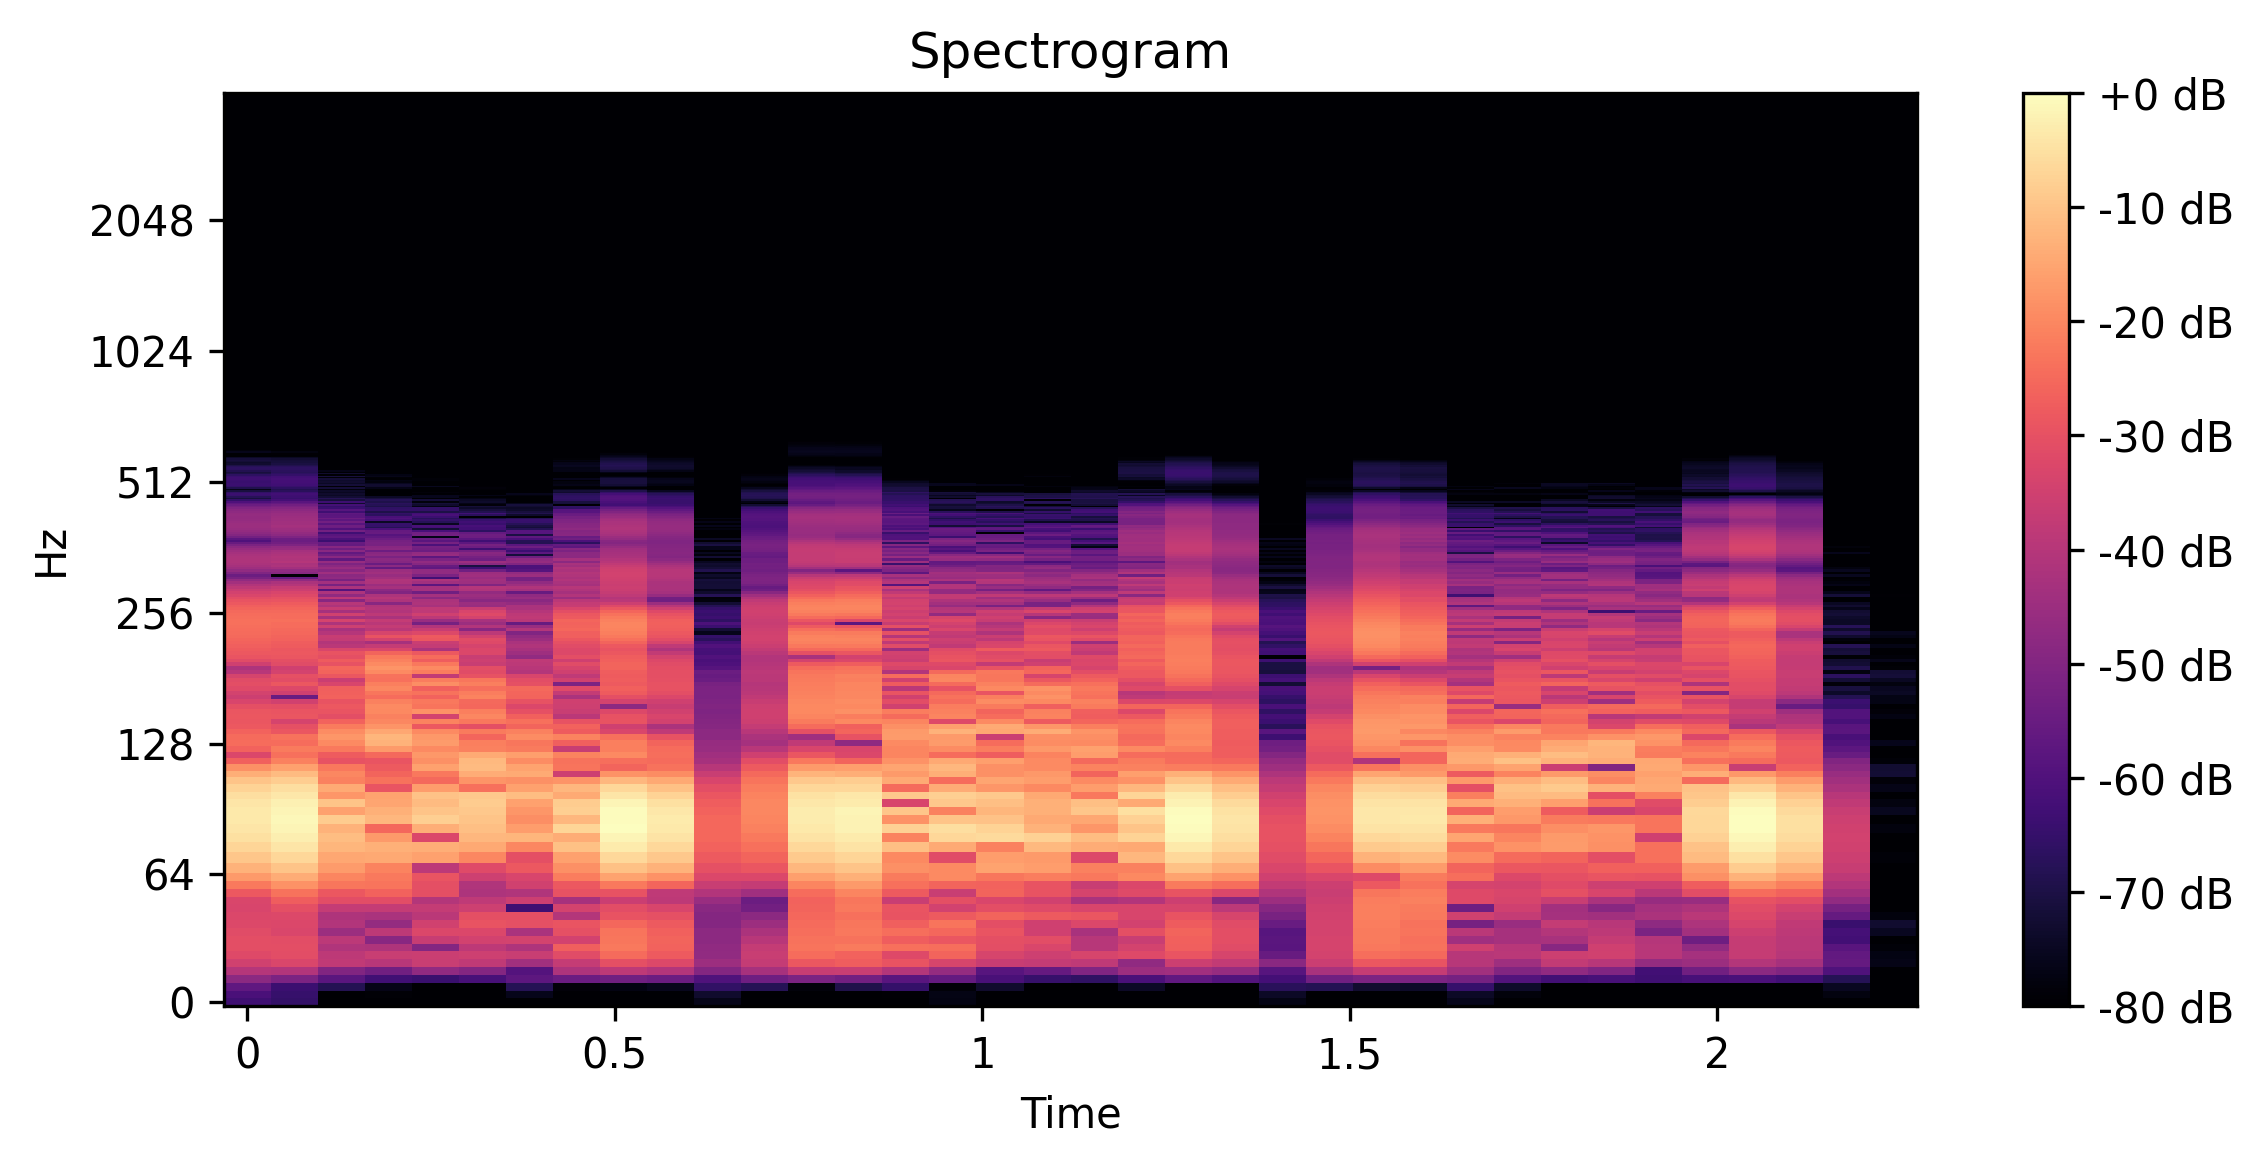 Spectrogram
+0 dB
-10 dB
-20 dB
-30 dB
-40 dB
-50 dB
-60 dB
-70 dB
-80 dB
Hz
2048
1024
512
256
128
64
0
0 0.5 1 1.5 2
Time